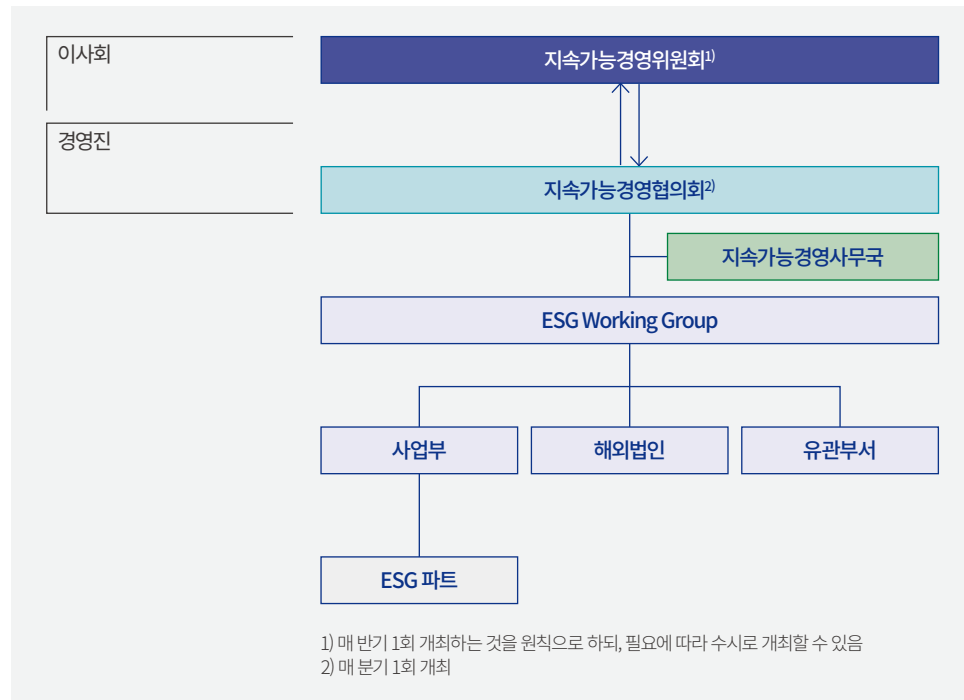 이사회
지속가능경영위원회1)
경영진
지속가능경영협의회2)
지속가능경영사무국
ESG Working Group
사업부
해외법인
유관부서
ESG 파트
1) 매 반기 1회 개최하는 것을 원칙으로 하되, 필요에 따라 수시로 개최할 수 있음
2) 매 분기 1회 개최